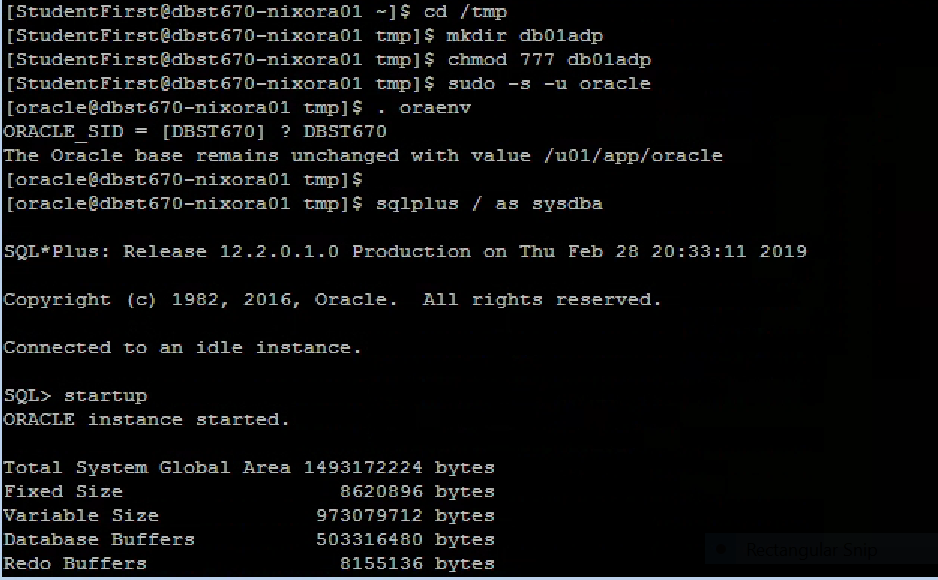 [StudentFirst@dbst670-nixora01 ~]$ cd /tmp
[StudentFirst@dbst670-nixora01 tmp]$ mkdir db01adp
[StudentFirst@dbst670-nixora01 tmp]$ chmod 777 db01adp
[StudentFirst@dbst670-nixora01 tmp]$ sudo -s -u oracle
[oracle@dbst670-nixora01 tmp]$ . oraenv
ORACLE_SID = [DBST670] ? DBST670
The Oracle base remains unchanged with value /u01/app/oracle
[oracle@dbst670-nixora01 tmp]$
[oracle@dbst670-nixora01 tmp]$ sqlplus / as sysdba
SQL*Plus: Release 12.2.0.1.0 Production on Thu Feb 28 20:33:11 2019
Copyright (c) 1982, 2016, Oracle.  All rights reserved.
Connected to an idle instance.
SQL> startup
ORACLE instance started.
Total System Global Area 1493172224 bytes
Fixed Size                  8620896 bytes
Variable Size             973079712 bytes
Database Buffers          503316480 bytes
Redo Buffers                8155136 bytes
Rectangular Snip